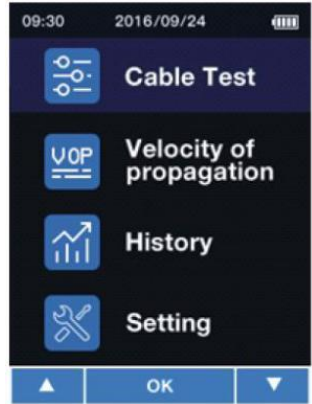 09:30 2016/09/24
Cable Test
VOP
Velocity of
propagation
History
Setting
▲ OK ▼